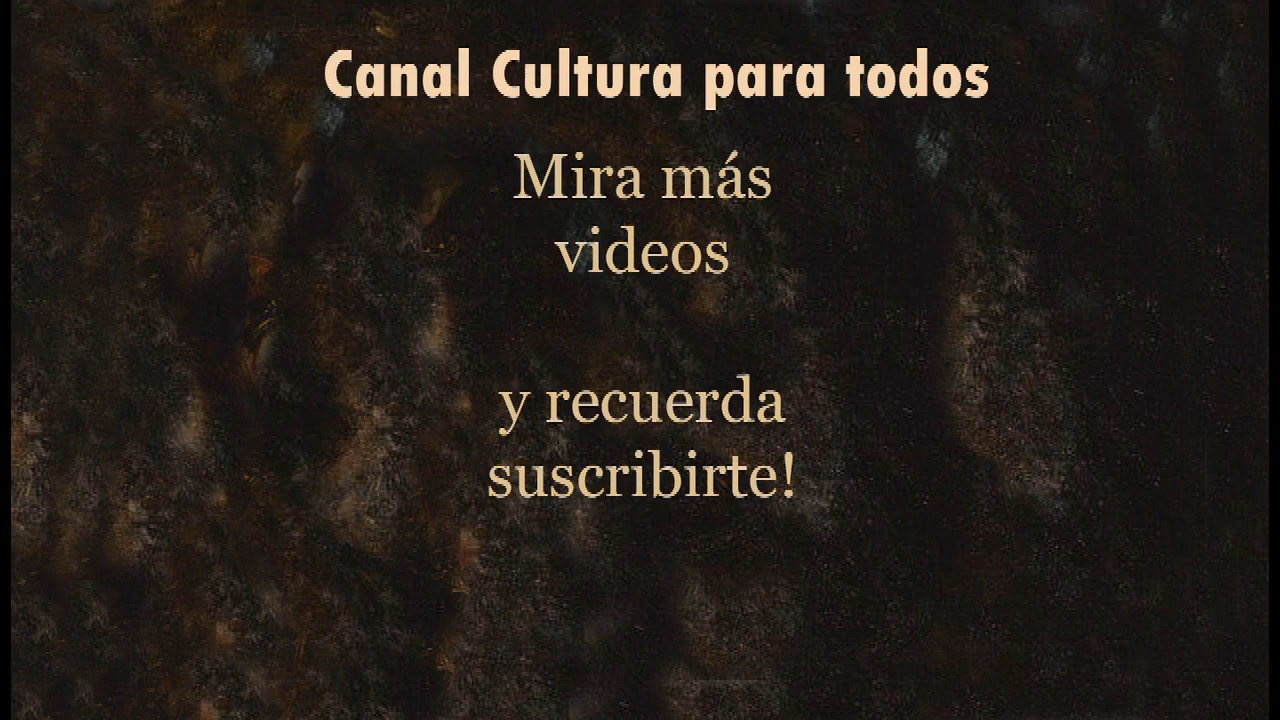 Canal Cultura para todos
Mira más
videos
y recuerda
suscribirte!